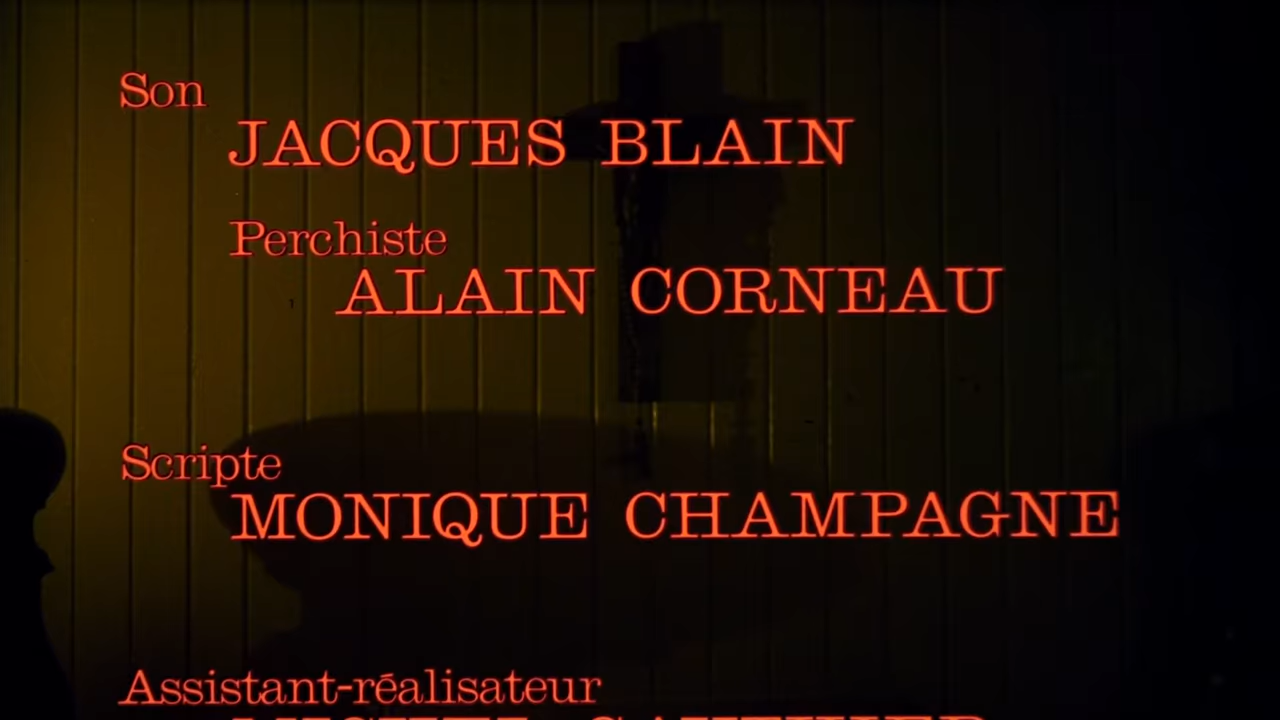 Son
JACQUES BLAIN
Perchiste
ALAIN CORNEAU
Scripte
MONIQUE CHAMPAGNE
Assistant-réalisateur